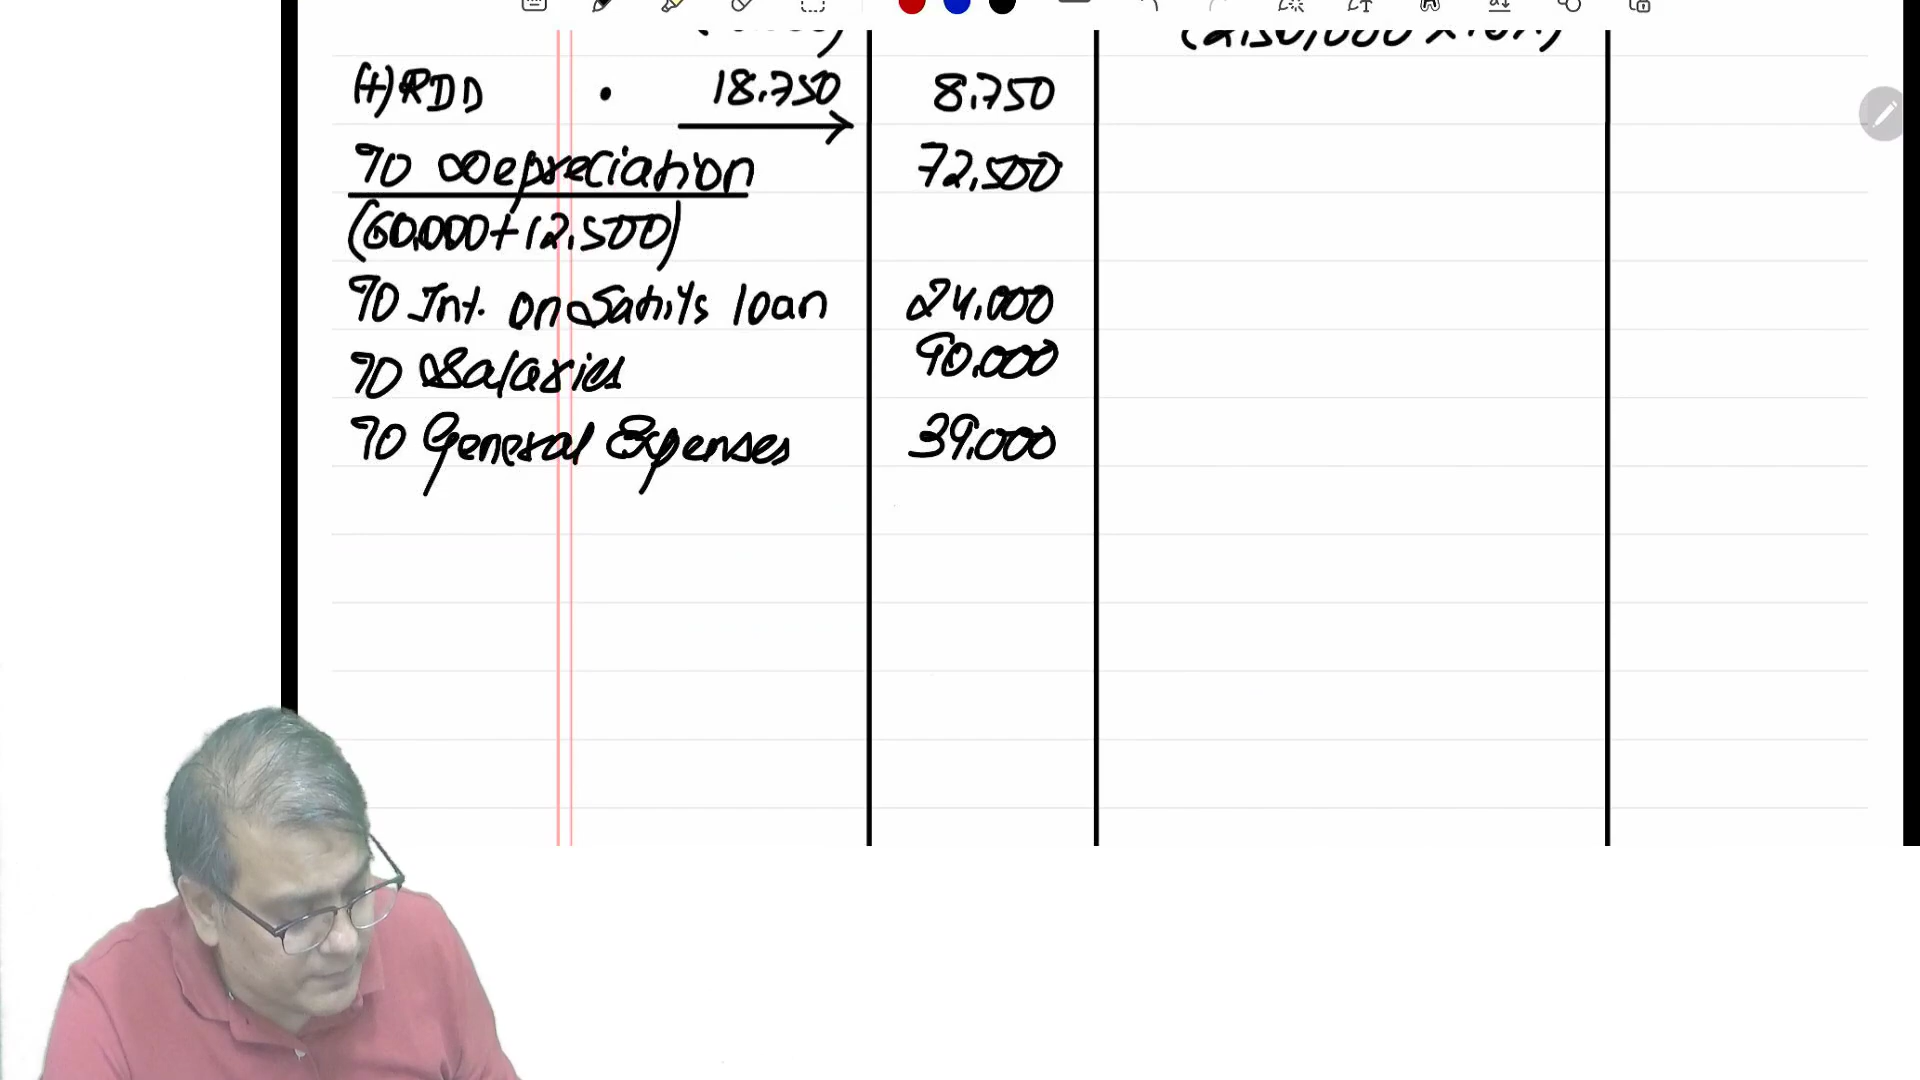 (+) RDD 18.750 8.750
To Depreciation 72.500
(60.000+12.500)
To Int. on Sahil's loan 24.000
To Salaries 90.000
To General Expenses 39.000